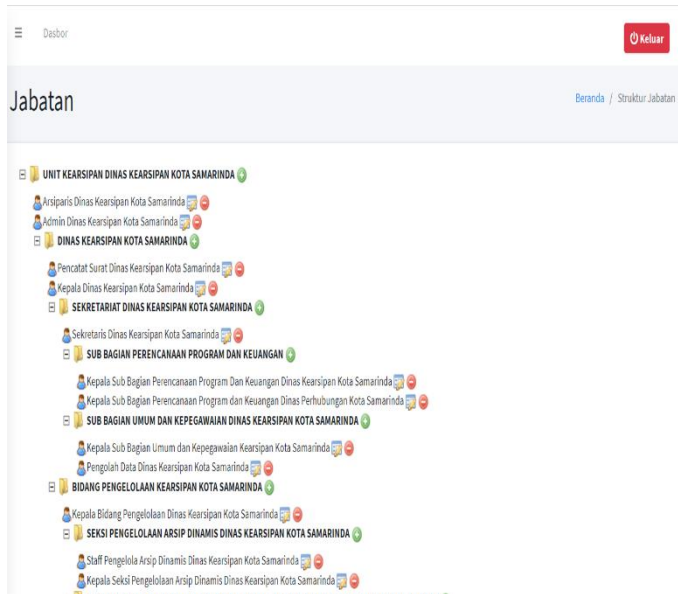 Dasbor
Keluar
Jabatan
Beranda / Struktur Jabatan
UNIT KEARSIPAN DINAS KEARSIPAN KOTA SAMARINDA
Arsiparis Dinas Kearsipan Kota Samarinda
Admin Dinas Kearsipan Kota Samarinda
DINAS KEARSIPAN KOTA SAMARINDA
Pencatat Surat Dinas Kearsipan Kota Samarinda
Kepala Dinas Kearsipan Kota Samarinda
SEKRETARIAT DINAS KEARSIPAN KOTA SAMARINDA
Sekretaris Dinas Kearsipan Kota Samarinda
SUB BAGIAN PERENCANAAN PROGRAM DAN KEUANGAN
Kepala Sub Bagian Perencanaan Program Dan Keuangan Dinas Kearsipan Kota Samarinda
Kepala Sub Bagian Perencanaan Program dan Keuangan Dinas Perhubungan Kota Samarinda
SUB BAGIAN UMUM DAN KEPEGAWAIAN DINAS KEARSIPAN KOTA SAMARINDA
Kepala Sub Bagian Umum dan Kepegawaian Kearsipan Kota Samarinda
Pengolah Data Dinas Kearsipan Kota Samarinda
BIDANG PENGELOLAAN KEARSIPAN KOTA SAMARINDA
Kepala Bidang Pengelolaan Dinas Kearsipan Kota Samarinda
SEKSI PENGELOLAAN ARSIP DINAMIS DINAS KEARSIPAN KOTA SAMARINDA
Staff Pengelola Arsip Dinamis Dinas Kearsipan Kota Samarinda
Kepala Seksi Pengelolaan Arsip Dinamis Dinas Kearsipan Kota Samarinda